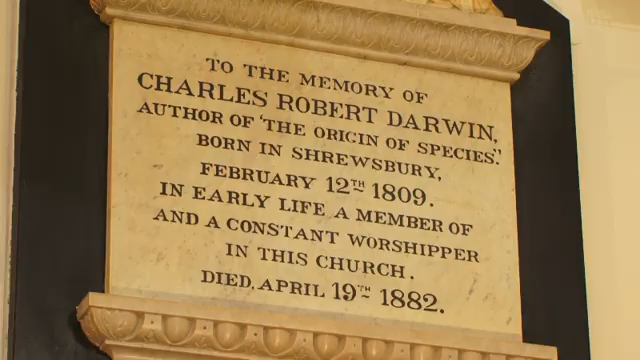 TO THE MEMORY OF
CHARLES ROBERT DARWIN,
AUTHOR OF 'THE ORIGIN OF SPECIES.'
BORN IN SHREWSBURY,
FEBRUARY 12TH 1809.
IN EARLY LIFE A MEMBER OF
AND A CONSTANT WORSHIPPER
IN THIS CHURCH.
DIED, APRIL 19TH 1882.